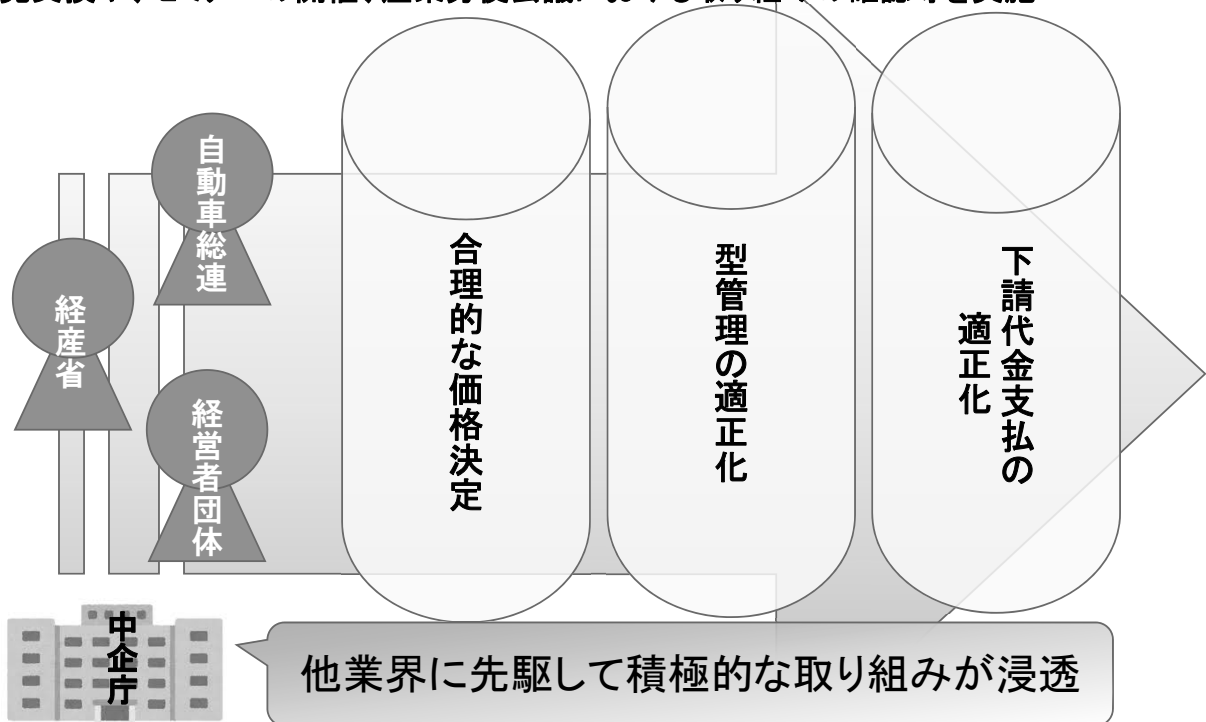 自動車総連
経産省
経営者団体
合理的な価格決定
型管理の適正化
下請代金支払の
適正化
中企庁
他業界に先駆して積極的な取り組みが浸透